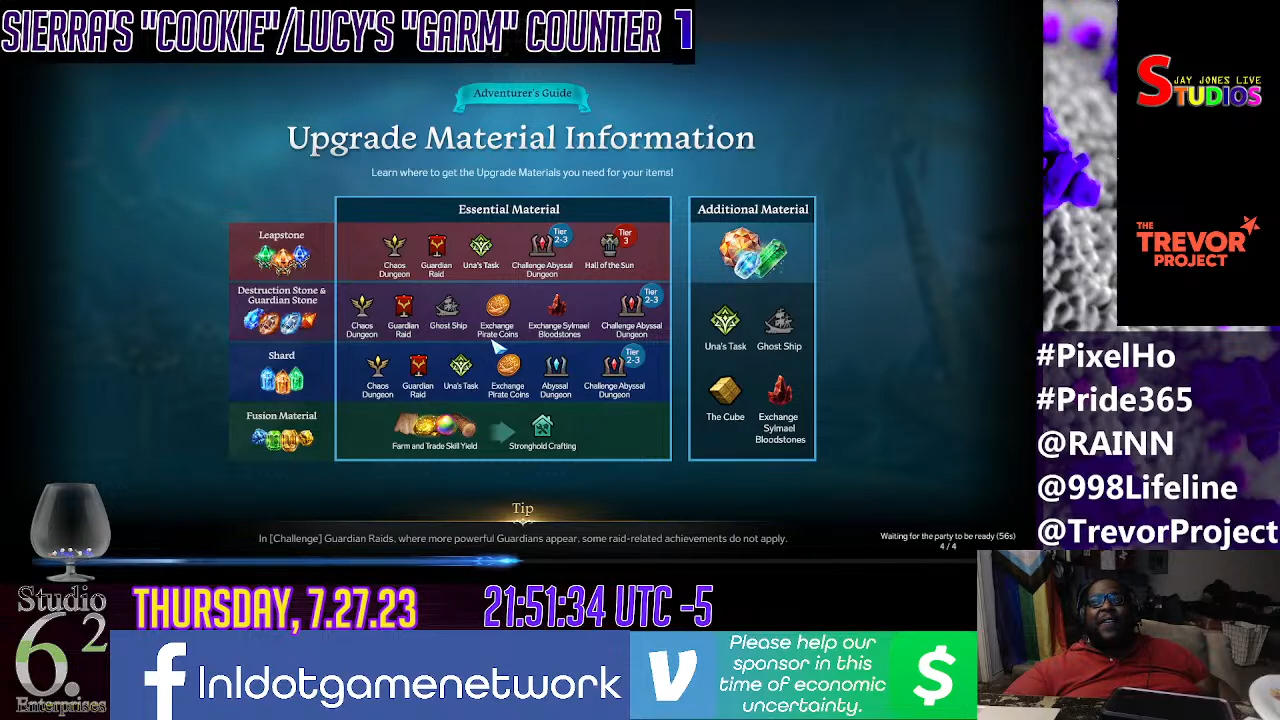 SIERRA'S "COOKIE"/LUCY'S "GARM" COUNTER 1
Adventurer's Guide
Upgrade Material Information
Learn where to get the Upgrade Materials you need for your items!
Essential Material
Additional Material
Leapstone
Chaos Dungeon
Guardian Raid
Una's Task
Tier 2-3
Challenge Abyssal Dungeon
Tier 3
Hall of the Sun
Destruction Stone &
Guardian Stone
Chaos Dungeon
Guardian Raid
Ghost Ship
Exchange Pirate Coins
Exchange Sylmael Bloodstones
Tier 2-3
Challenge Abyssal Dungeon
Shard
Chaos Dungeon
Guardian Raid
Una's Task
Exchange Pirate Coins
Abyssal Dungeon
Tier 2-3
Challenge Abyssal Dungeon
Fusion Material
Farm and Trade Skill Yield
Stronghold Crafting
Una's Task
Ghost Ship
The Cube
Exchange Sylmael Bloodstones
Tip
In [Challenge] Guardian Raids, where more powerful Guardians appear, some raid-related achievements do not apply.
Waiting for the party to be ready (56s)
4 / 4
JAY JONES LIVE
STUDIOS
THE
TREVOR
PROJECT
#PixelHo
#Pride365
@RAINN
@998Lifeline
@TrevorProject
Studio
6.2
Enterprises
THURSDAY, 7.27.23
21:51:34 UTC -5
f lnldatgamenetwork
V
Please help our
sponsor in this
time of economic
uncertainty.
$